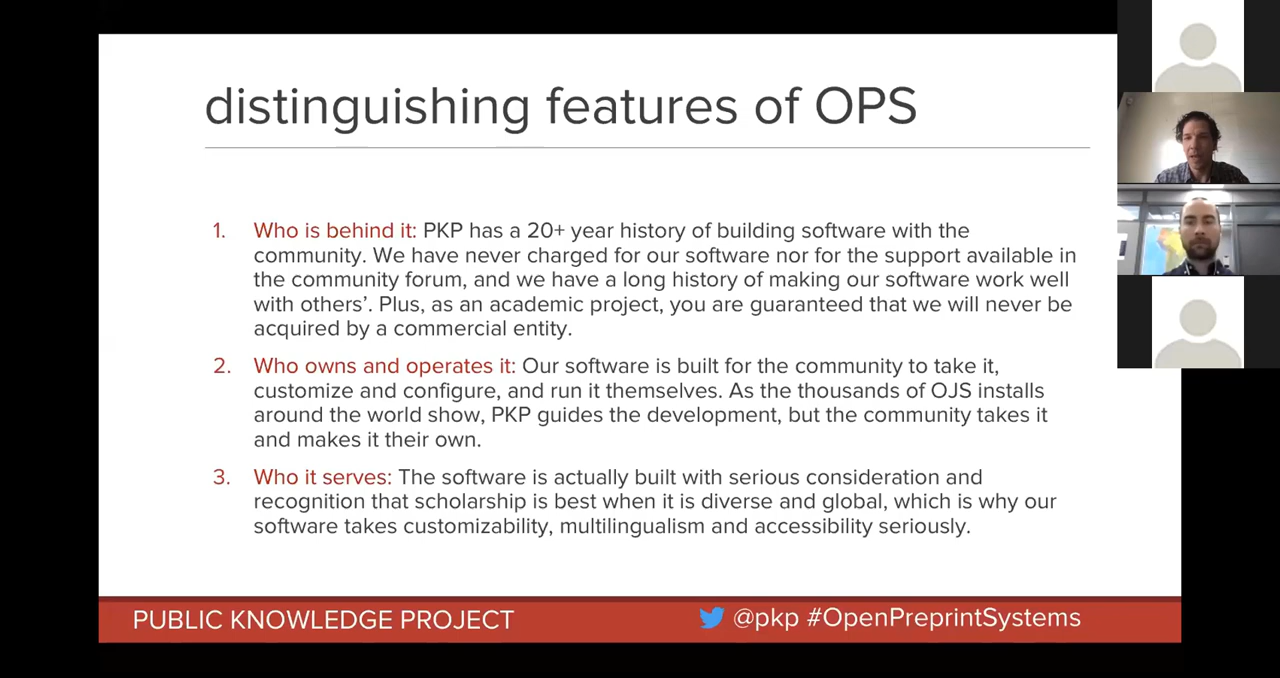 distinguishing features of OPS
1. Who is behind it: PKP has a 20+ year history of building software with the
community. We have never charged for our software nor for the support available in
the community forum, and we have a long history of making our software work well
with others’. Plus, as an academic project, you are guaranteed that we will never be
acquired by a commercial entity.
2. Who owns and operates it: Our software is built for the community to take it,
customize and configure, and run it themselves. As the thousands of OJS installs
around the world show, PKP guides the development, but the community takes it
and makes it their own.
3. Who it serves: The software is actually built with serious consideration and
recognition that scholarship is best when it is diverse and global, which is why our
software takes customizability, multilingualism and accessibility seriously.
PUBLIC KNOWLEDGE PROJECT
@pkp #OpenPreprintSystems